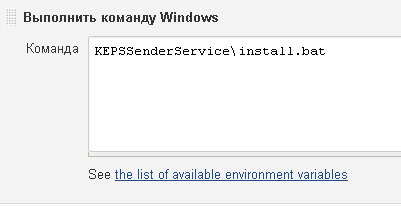 Выполнить команду Windows
Команда
KEPSSenderService\install.bat
See the list of available environment variables